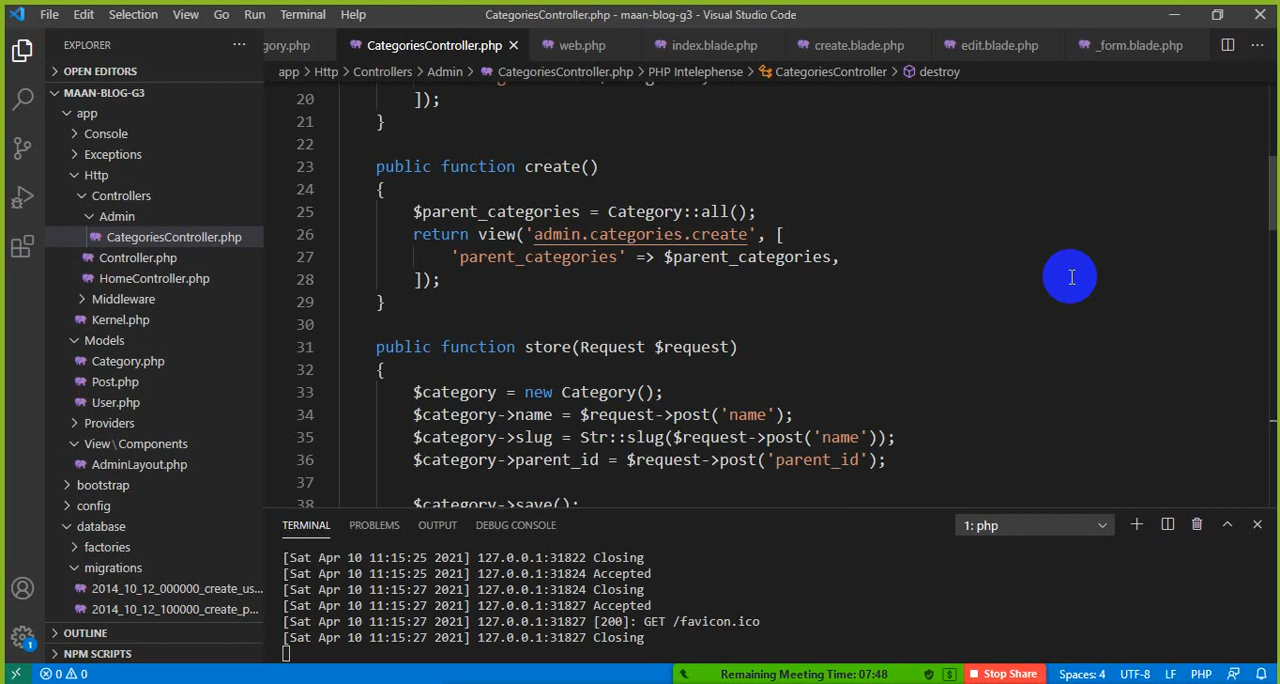 File Edit Selection View Go Run Terminal Help
CategoriesController.php - maan-blog-g3 - Visual Studio Code
EXPLORER
gory.php CategoriesController.php web.php index.blade.php create.blade.php edit.blade.php _form.blade.php
OPEN EDITORS
app > Http > Controllers > Admin > CategoriesController.php > PHP Intelephense > CategoriesController > destroy
MAAN-BLOG-G3
app
Console
Exceptions
Http
Controllers
Admin
CategoriesController.php
Controller.php
HomeController.php
Middleware
Kernel.php
Models
Category.php
Post.php
User.php
Providers
View\Components
AdminLayout.php
bootstrap
config
database
factories
migrations
2014_10_12_000000_create_us...
2014_10_12_100000_create_p...
OUTLINE
NPM SCRIPTS
20 ]);
21 }
22
23 public function create()
24 {
25 $parent_categories = Category::all();
26 return view('admin.categories.create', [
27 'parent_categories' => $parent_categories,
28 ]);
29 }
30
31 public function store(Request $request)
32 {
33 $category = new Category();
34 $category->name = $request->post('name');
35 $category->slug = Str::slug($request->post('name'));
36 $category->parent_id = $request->post('parent_id');
37
38 $category->save();
TERMINAL PROBLEMS OUTPUT DEBUG CONSOLE
1: php
[Sat Apr 10 11:15:25 2021] 127.0.0.1:31822 Closing
[Sat Apr 10 11:15:25 2021] 127.0.0.1:31824 Accepted
[Sat Apr 10 11:15:27 2021] 127.0.0.1:31824 Closing
[Sat Apr 10 11:15:27 2021] 127.0.0.1:31827 Accepted
[Sat Apr 10 11:15:27 2021] 127.0.0.1:31827 [200]: GET /favicon.ico
[Sat Apr 10 11:15:27 2021] 127.0.0.1:31827 Closing
1
0 0
Remaining Meeting Time: 07:48
Stop Share
Spaces: 4 UTF-8 LF PHP